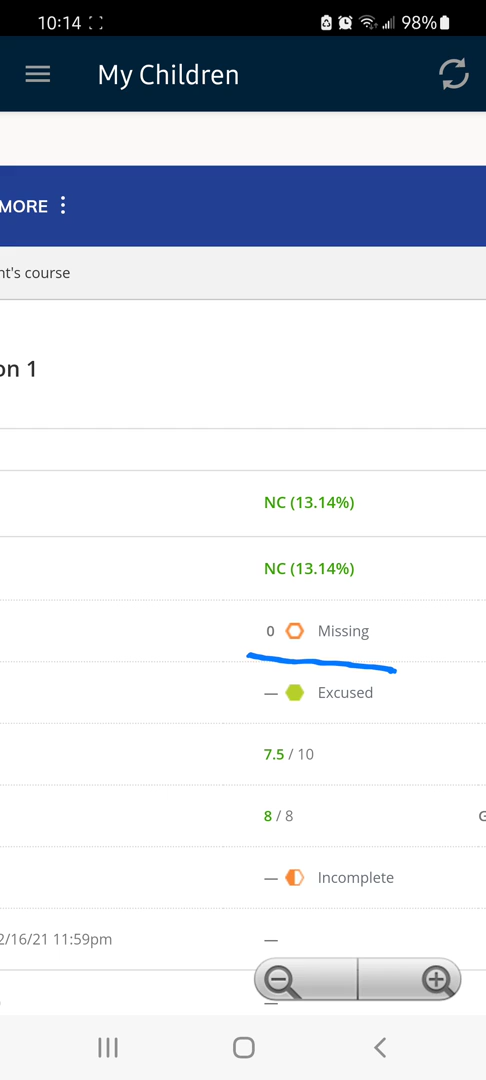 10:14 98%
My Children
MORE
nt's course
on 1
NC (13.14%)
NC (13.14%)
0 Missing
— Excused
7.5 / 10
8 / 8
— Incomplete
2/16/21 11:59pm —
—